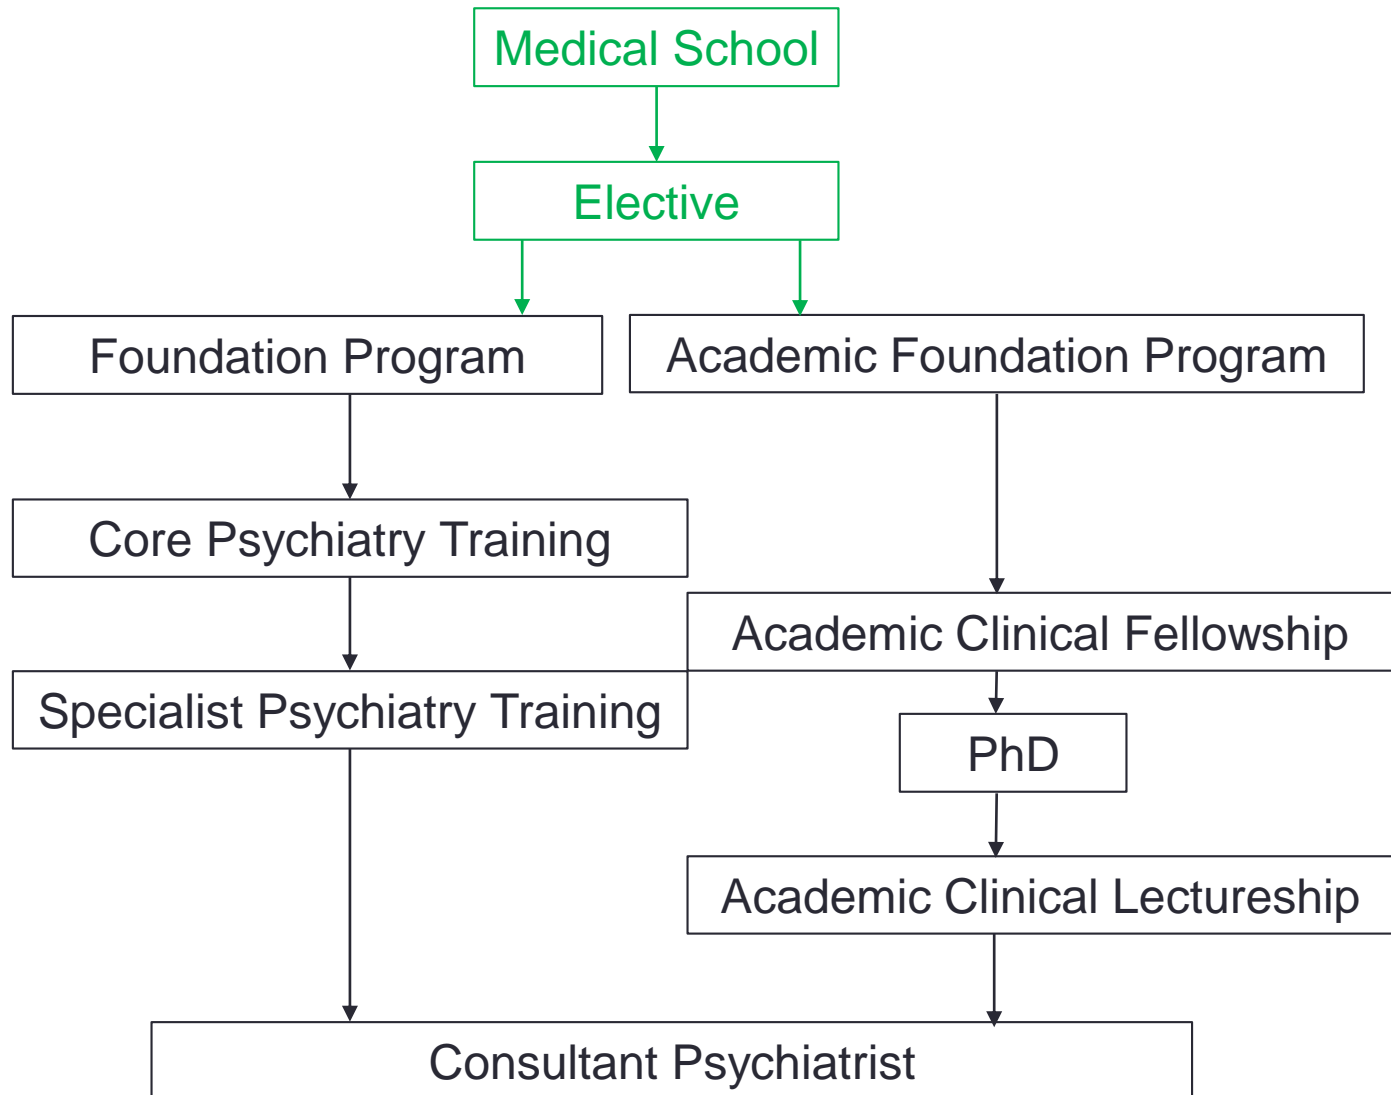 Medical School
Elective
Foundation Program
Academic Foundation Program
Core Psychiatry Training
Academic Clinical Fellowship
Specialist Psychiatry Training
PhD
Academic Clinical Lectureship
Consultant Psychiatrist